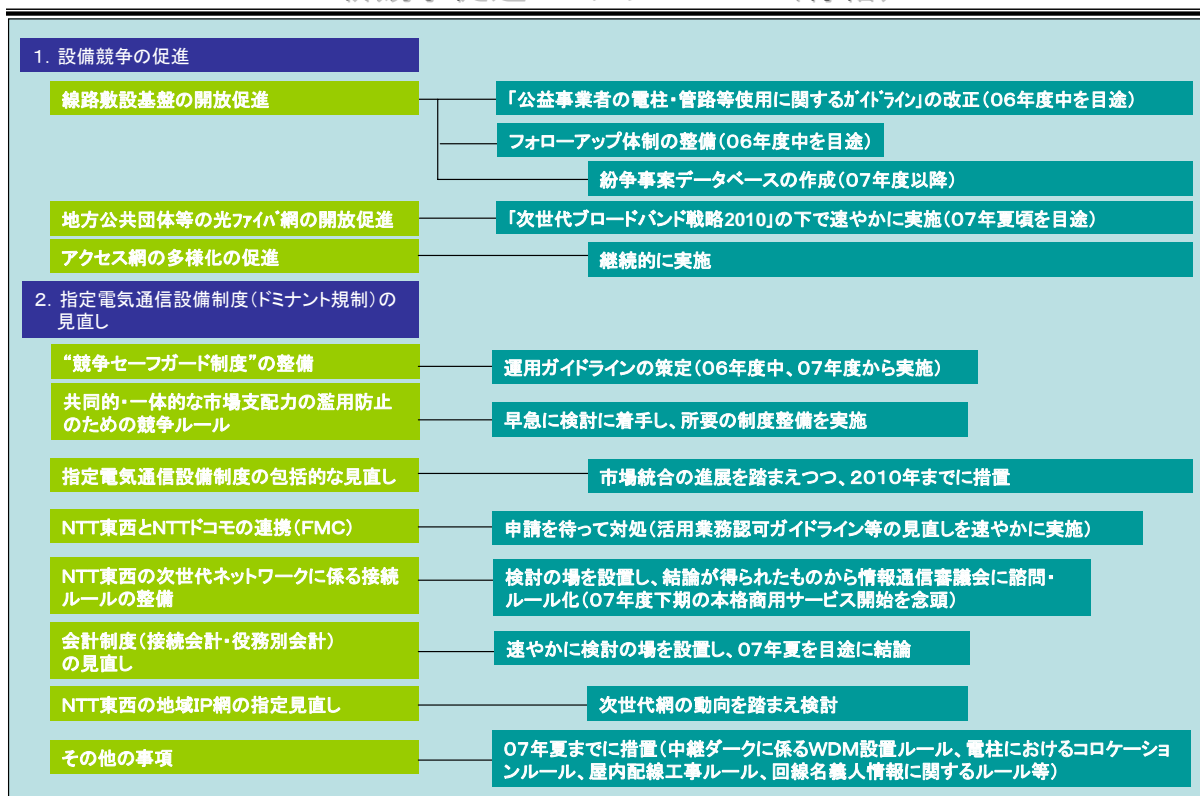 1．設備競争の促進
線路敷設基盤の開放促進
「公益事業者の電柱・管路等使用に関するｶﾞｲﾄﾞﾗｲﾝ」の改正（０６年度中を目途）
フォローアップ体制の整備（０６年度中を目途）
紛争事案データベースの作成（０７年度以降）
地方公共団体等の光ﾌｧｲﾊﾞ網の開放促進
「次世代ブロードバンド戦略2010」の下で速やかに実施（０７年夏頃を目途）
アクセス網の多様化の促進
継続的に実施
２．指定電気通信設備制度（ドミナント規制）の
見直し
“競争セーフガード制度”の整備
運用ガイドラインの策定（０６年度中、０７年度から実施）
共同的・一体的な市場支配力の濫用防止
のための競争ルール
早急に検討に着手し、所要の制度整備を実施
指定電気通信設備制度の包括的な見直し
市場統合の進展を踏まえつつ、２０１０年までに措置
ＮＴＴ東西とＮＴＴドコモの連携（ＦＭＣ）
申請を待って対処（活用業務認可ガイドライン等の見直しを速やかに実施）
ＮＴＴ東西の次世代ネットワークに係る接続
ルールの整備
検討の場を設置し、結論が得られたものから情報通信審議会に諮問・
ルール化（０７年度下期の本格商用サービス開始を念頭）
会計制度（接続会計・役務別会計）
の見直し
速やかに検討の場を設置し、０７年夏を目途に結論
ＮＴＴ東西の地域IP網の指定見直し
次世代網の動向を踏まえ検討
その他の事項
０７年夏までに措置（中継ダークに係るＷＤＭ設置ルール、電柱におけるコロケーショ
ンルール、屋内配線工事ルール、回線名義人情報に関するルール等）